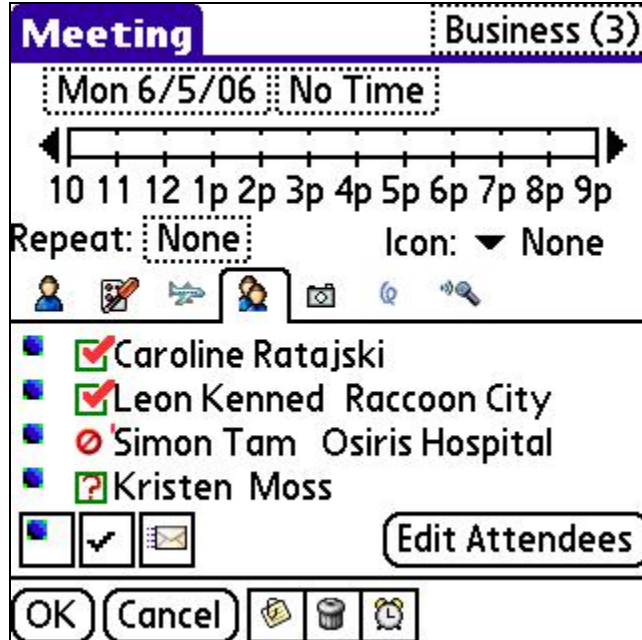 Meeting Business (3)
Mon 6/5/06 No Time
10 11 12 1p 2p 3p 4p 5p 6p 7p 8p 9p
Repeat: None Icon: None
Caroline Ratajski
Leon Kenned Raccoon City
Simon Tam Osiris Hospital
Kristen Moss
Edit Attendees
OK Cancel